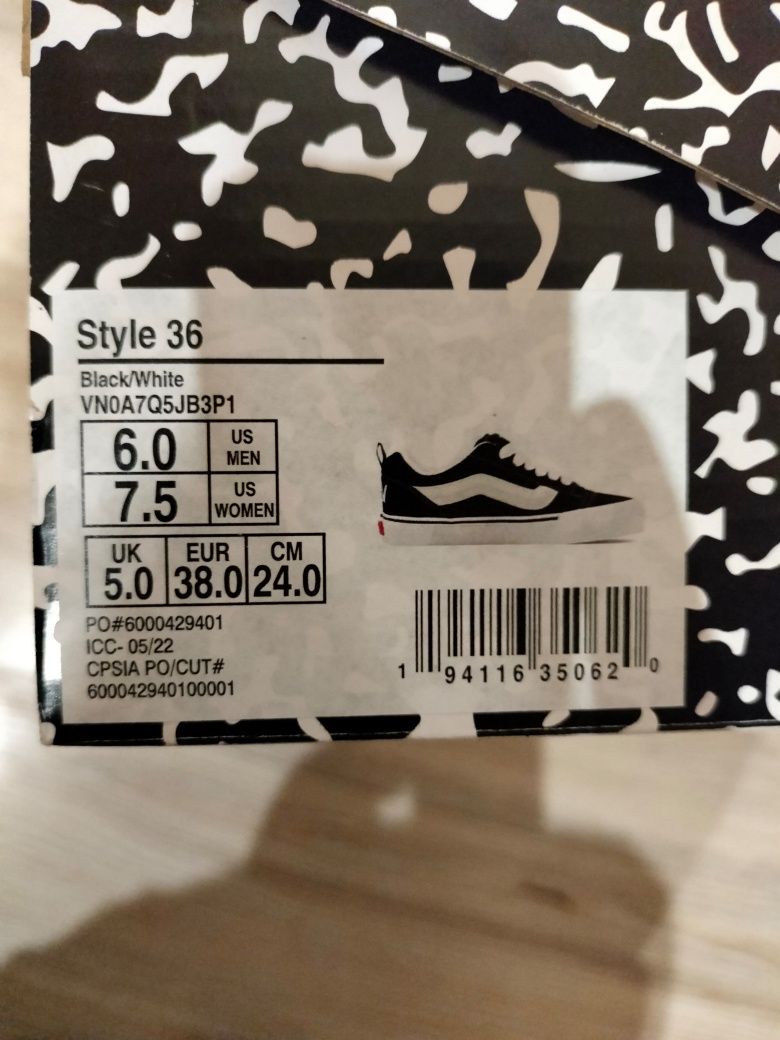 Style 36
Black/White
VN0A7Q5JB3P1
6.0 US MEN
7.5 US WOMEN
UK EUR CM
5.0 38.0 24.0
PO#6000429401
ICC- 05/22
CPSIA PO/CUT#
600042940100001
1 94116 35062 0